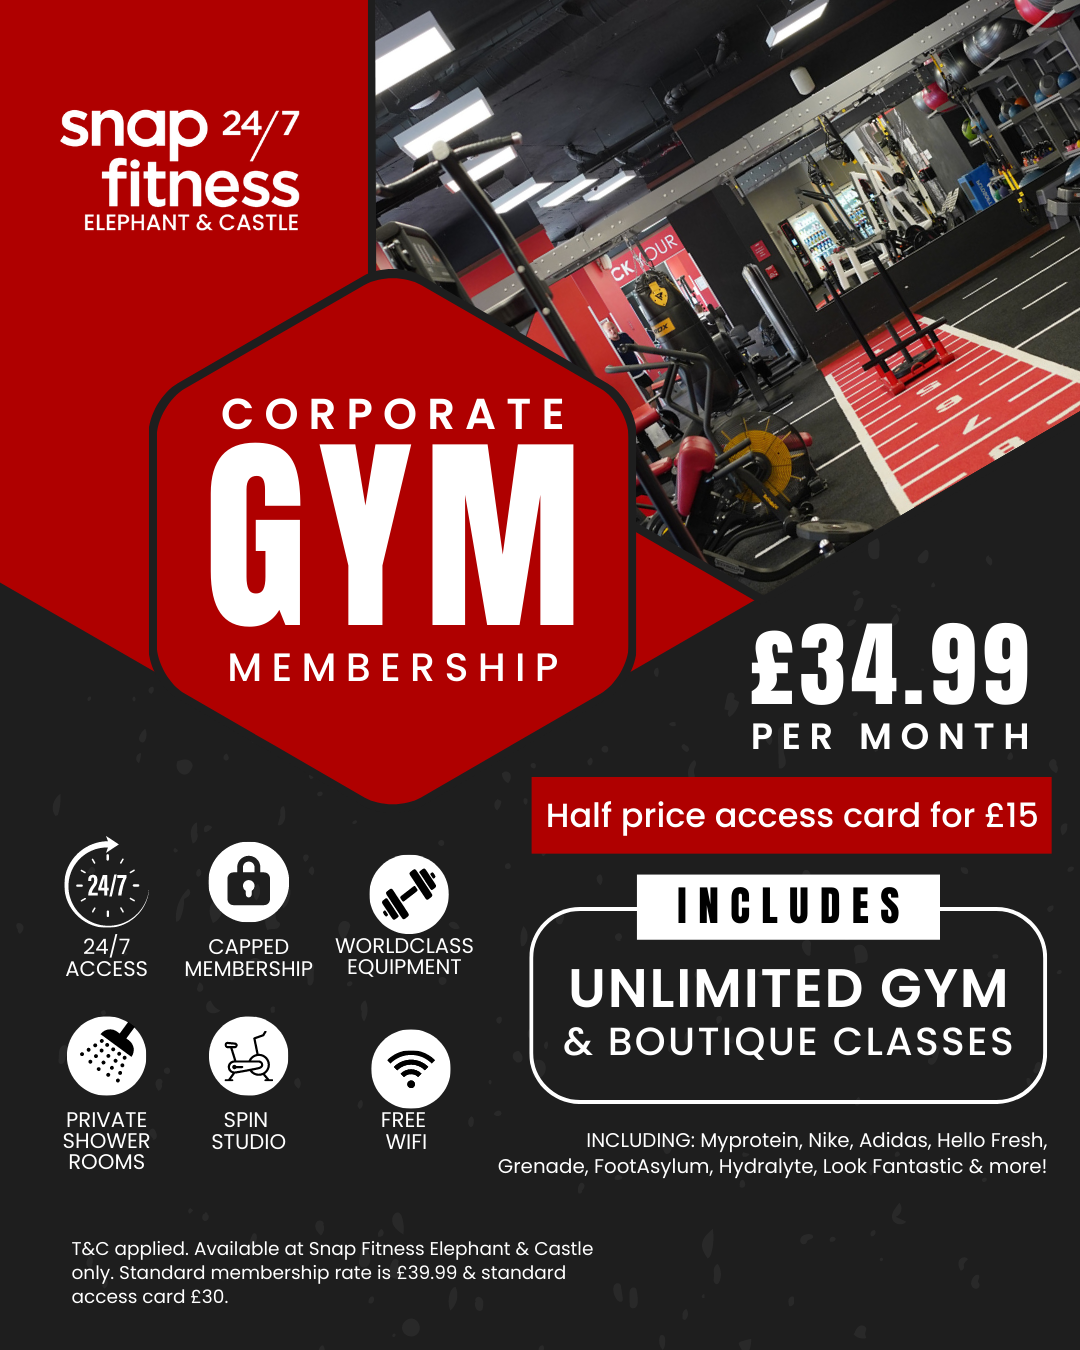 snap 24/7
fitness
ELEPHANT & CASTLE
CORPORATE
GYM
MEMBERSHIP
£34.99
PER MONTH
Half price access card for £15
INCLUDES
UNLIMITED GYM
& BOUTIQUE CLASSES
INCLUDING: Myprotein, Nike, Adidas, Hello Fresh,
Grenade, FootAsylum, Hydralyte, Look Fantastic & more!
24/7
24/7
ACCESS
CAPPED
MEMBERSHIP
WORLDCLASS
EQUIPMENT
PRIVATE
SHOWER
ROOMS
SPIN
STUDIO
FREE
WIFI
T&C applied. Available at Snap Fitness Elephant & Castle
only. Standard membership rate is £39.99 & standard
access card £30.